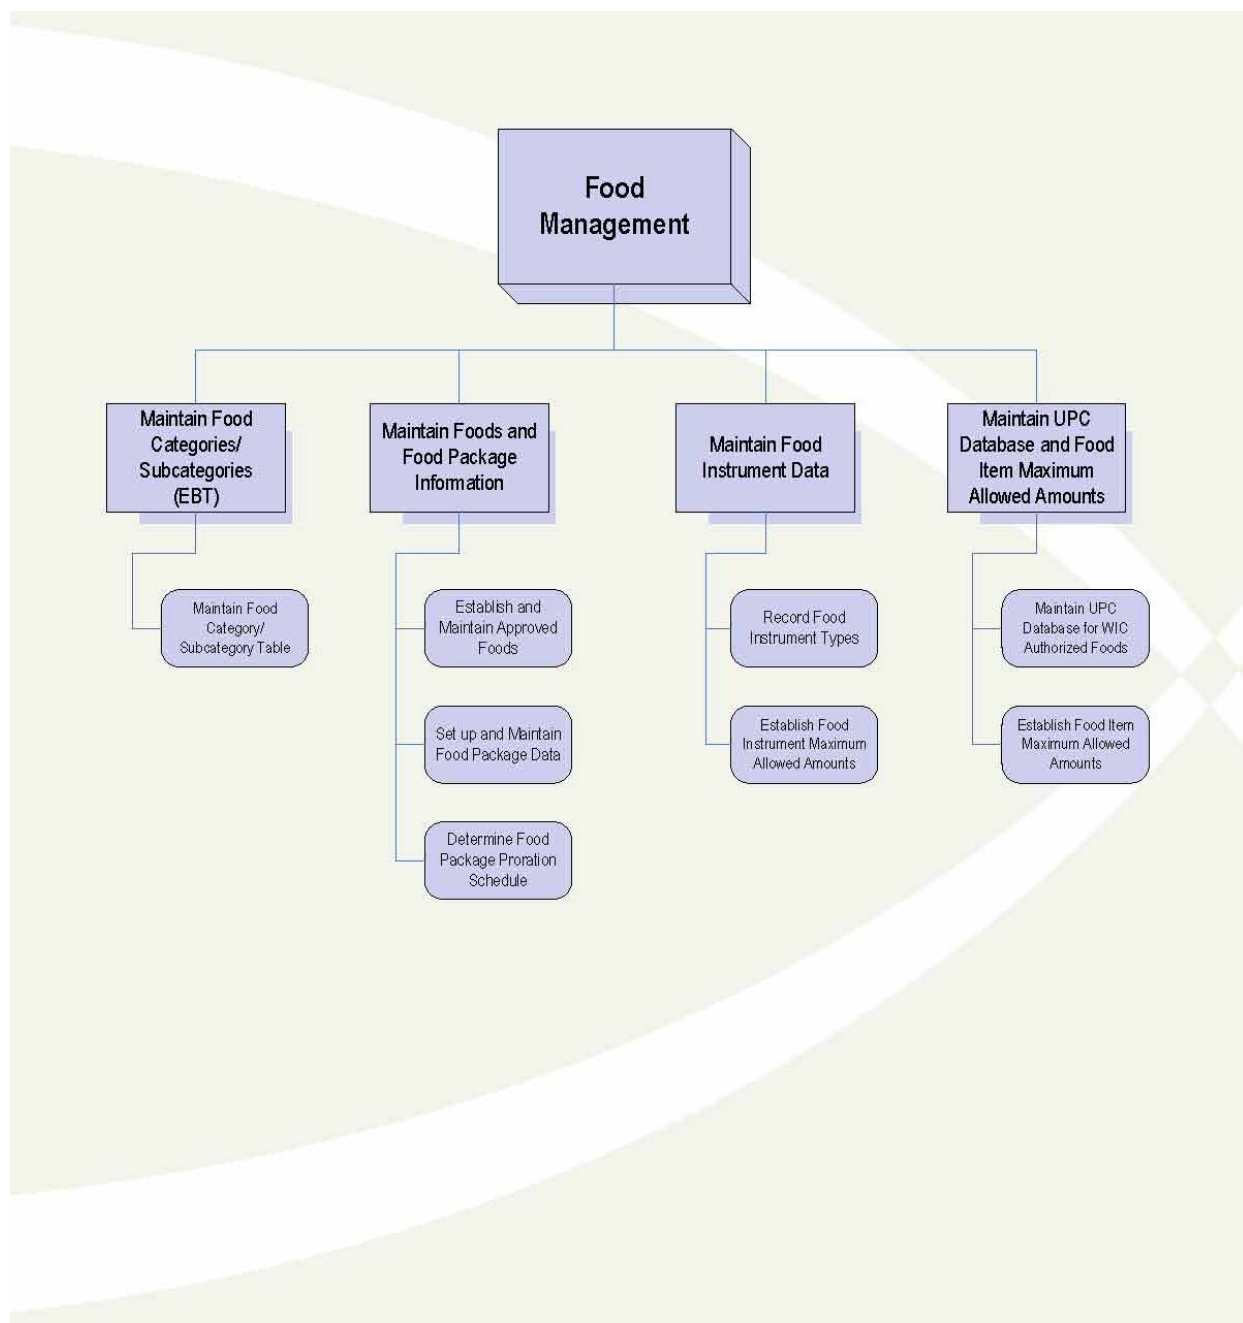 Food
Management
Maintain Food
Categories/
Subcategories
(EBT)
Maintain Foods and
Food Package
Information
Maintain Food
Instrument Data
Maintain UPC
Database and Food
Item Maximum
Allowed Amounts
Maintain Food
Category/
Subcategory Table
Establish and
Maintain Approved
Foods
Set up and Maintain
Food Package Data
Determine Food
Package Proration
Schedule
Record Food
Instrument Types
Establish Food
Instrument Maximum
Allowed Amounts
Maintain UPC
Database for WIC
Authorized Foods
Establish Food Item
Maximum Allowed
Amounts